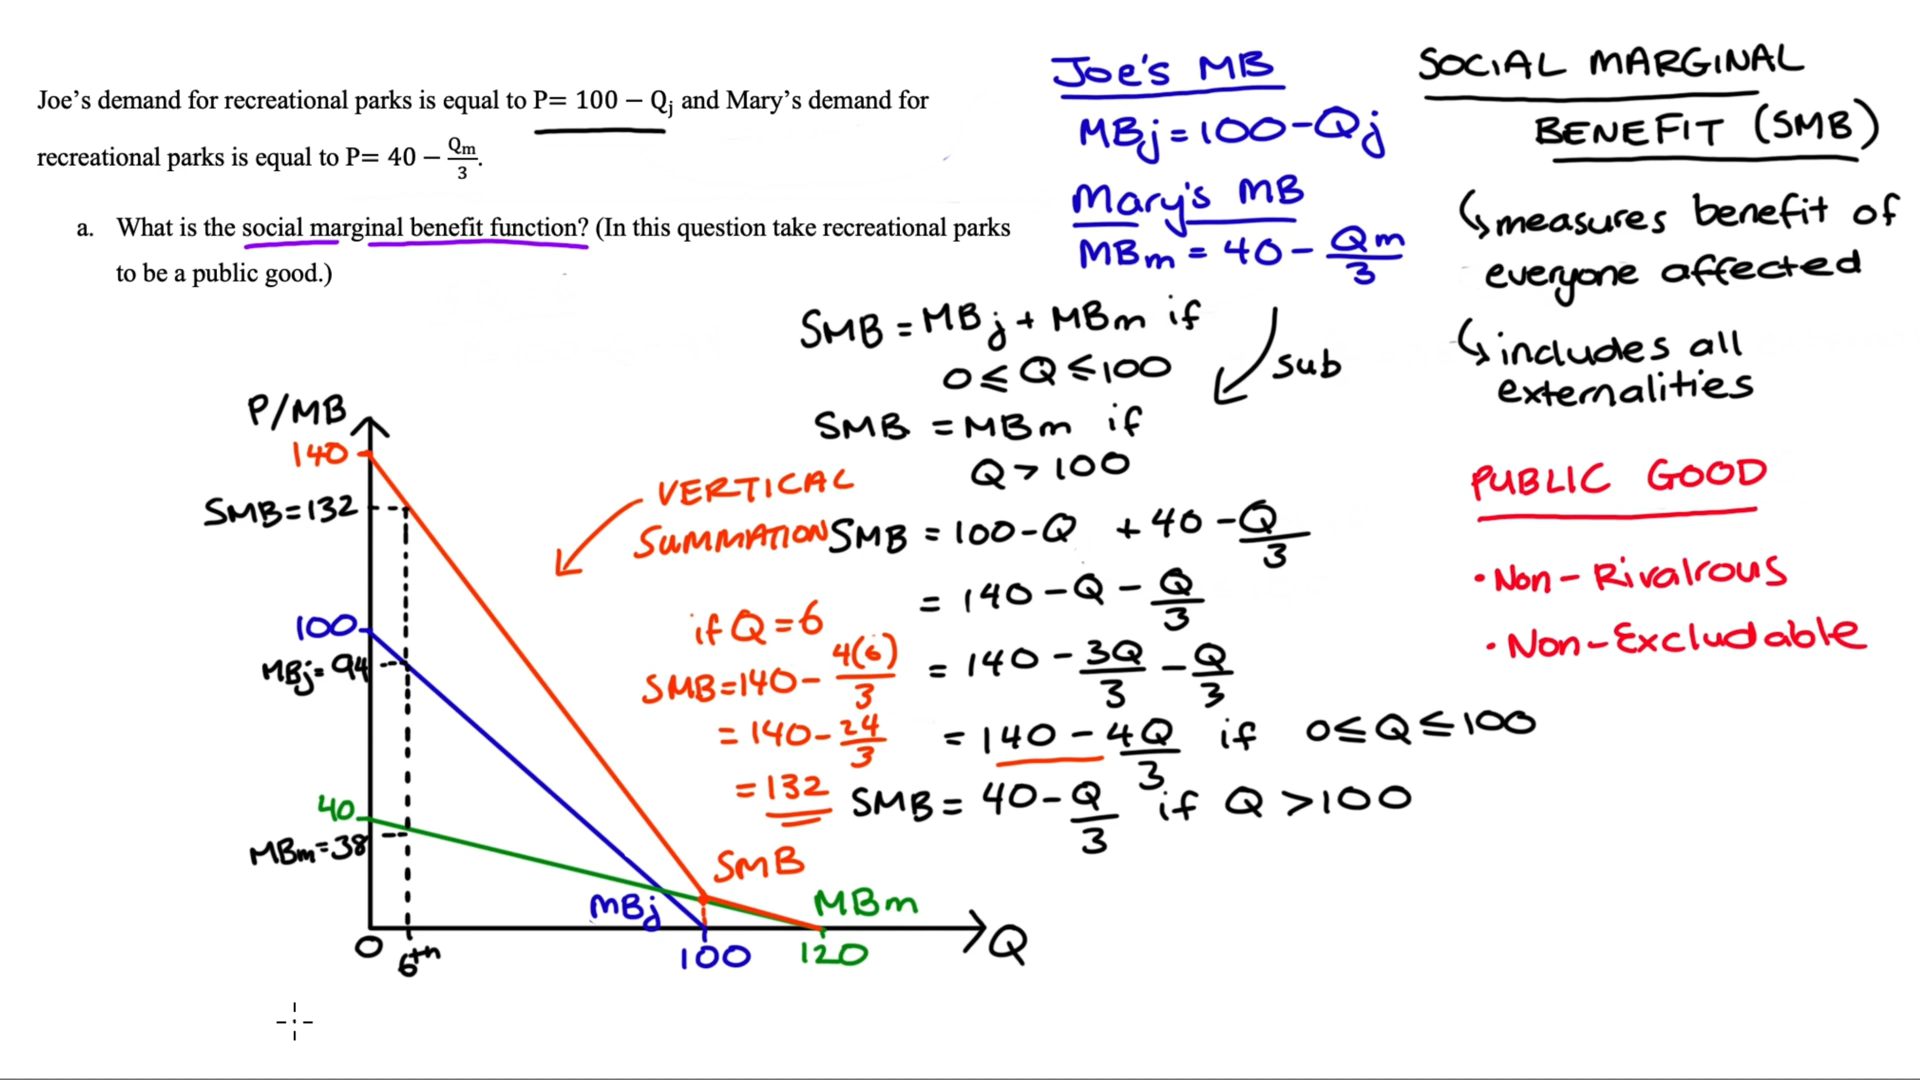 Joe’s demand for recreational parks is equal to P= 100 – Qj and Mary’s demand for
recreational parks is equal to P= 40 – Qm/3.
a. What is the social marginal benefit function? (In this question take recreational parks
to be a public good.)
Joe's MB
MBj = 100 - Qj
Mary's MB
MBm = 40 - Qm/3
SOCIAL MARGINAL
BENEFIT (SMB)
↳ measures benefit of
everyone affected
↳ includes all
externalities
PUBLIC GOOD
• Non-Rivalrous
• Non-Excludable
SMB = MBj + MBm if
0 ≤ Q ≤ 100
sub
SMB = MBm if
Q > 100
SMB = 100 - Q + 40 - Q/3
= 140 - Q - Q/3
= 140 - 3Q/3 - Q/3
= 140 - 4Q/3 if 0 ≤ Q ≤ 100
SMB = 40 - Q/3 if Q > 100
VERTICAL
SUMMATION
if Q = 6
SMB = 140 - 4(6)/3
= 140 - 24/3
= 132
P/MB
140
SMB = 132
100
MBj = 94
40
MBm = 38
SMB
MBj
MBm
0
6th
100
120
Q